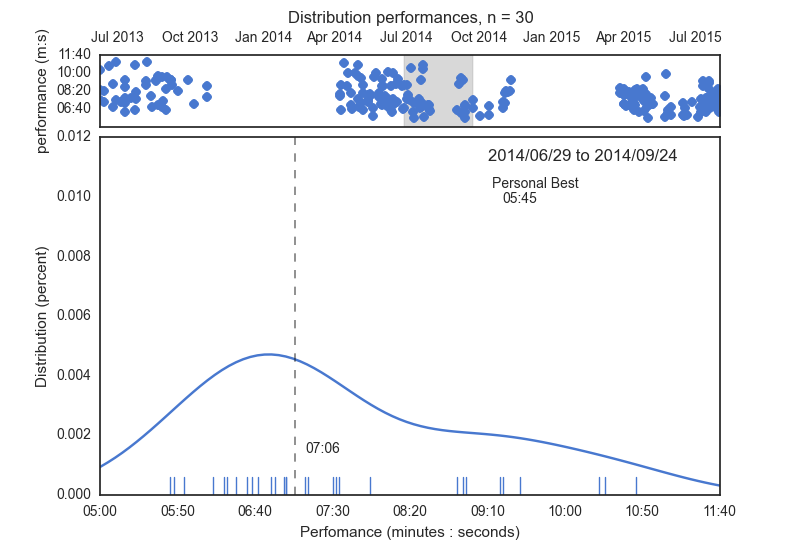 Distribution performances, n = 30
Jul 2013 Oct 2013 Jan 2014 Apr 2014 Jul 2014 Oct 2014 Jan 2015 Apr 2015 Jul 2015
performance (m:s)
11:40
10:00
08:20
06:40
Distribution (percent)
0.012
0.010
0.008
0.006
0.004
0.002
0.000
2014/06/29 to 2014/09/24
Personal Best
05:45
07:06
05:00 05:50 06:40 07:30 08:20 09:10 10:00 10:50 11:40
Perfomance (minutes : seconds)